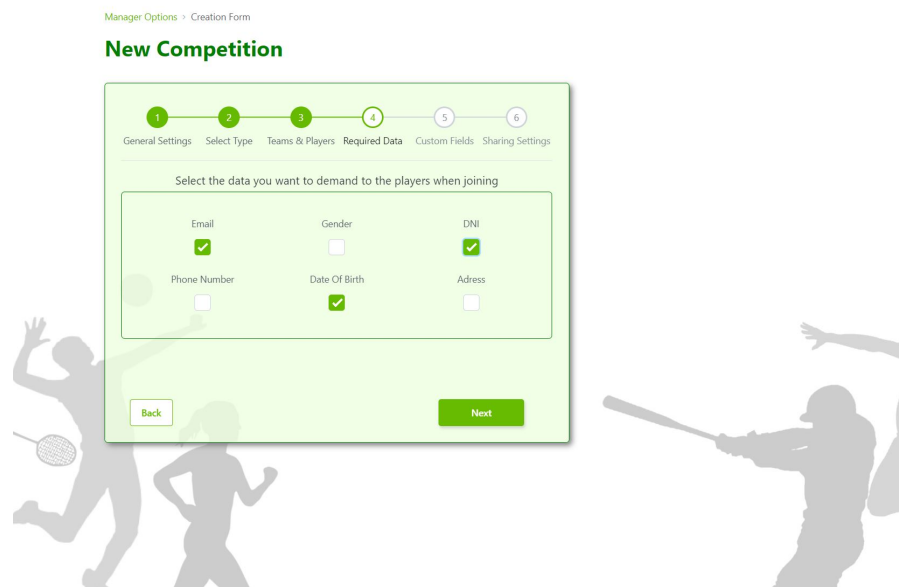 Manager Options > Creation Form
New Competition
1 2 3 4 5 6
General Settings Select Type Teams & Players Required Data Custom Fields Sharing Settings
Select the data you want to demand to the players when joining
Email Gender DNI
Phone Number Date Of Birth Adress
Back Next